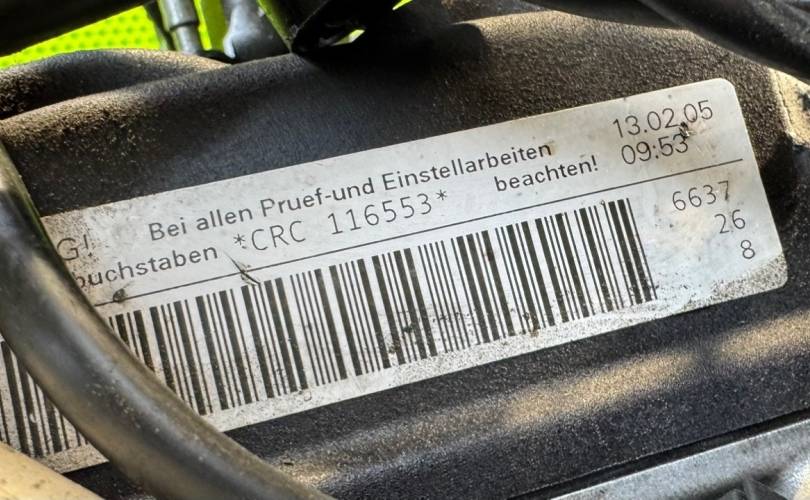 G! Bei allen Pruef-und Einstellarbeiten 13.02.05
buchstaben *CRC 116553* beachten! 09:53
6637
26
8